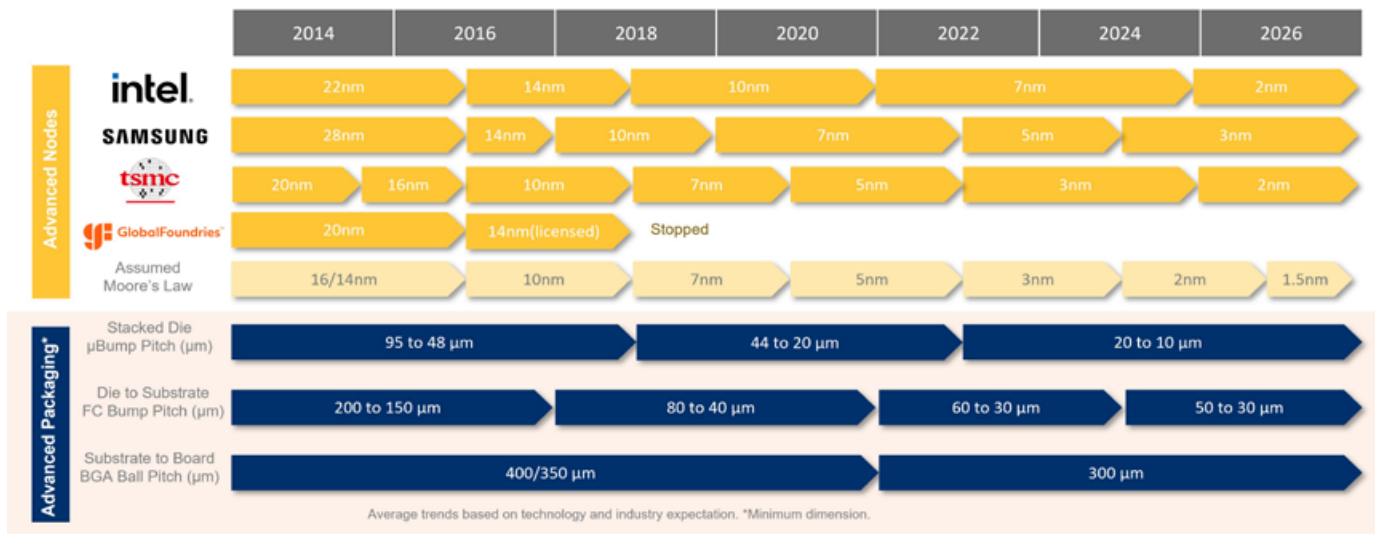 2014 2016 2018 2020 2022 2024 2026
Advanced Nodes
intel.
22nm 14nm 10nm 7nm 2nm
SAMSUNG
28nm 14nm 10nm 7nm 5nm 3nm
tsmc
20nm 16nm 10nm 7nm 5nm 3nm 2nm
GF GlobalFoundries™
20nm 14nm(licensed) Stopped
Assumed
Moore's Law
16/14nm 10nm 7nm 5nm 3nm 2nm 1.5nm
Advanced Packaging*
Stacked Die
µBump Pitch (µm)
95 to 48 µm 44 to 20 µm 20 to 10 µm
Die to Substrate
FC Bump Pitch (µm)
200 to 150 µm 80 to 40 µm 60 to 30 µm 50 to 30 µm
Substrate to Board
BGA Ball Pitch (µm)
400/350 µm 300 µm
Average trends based on technology and industry expectation. *Minimum dimension.